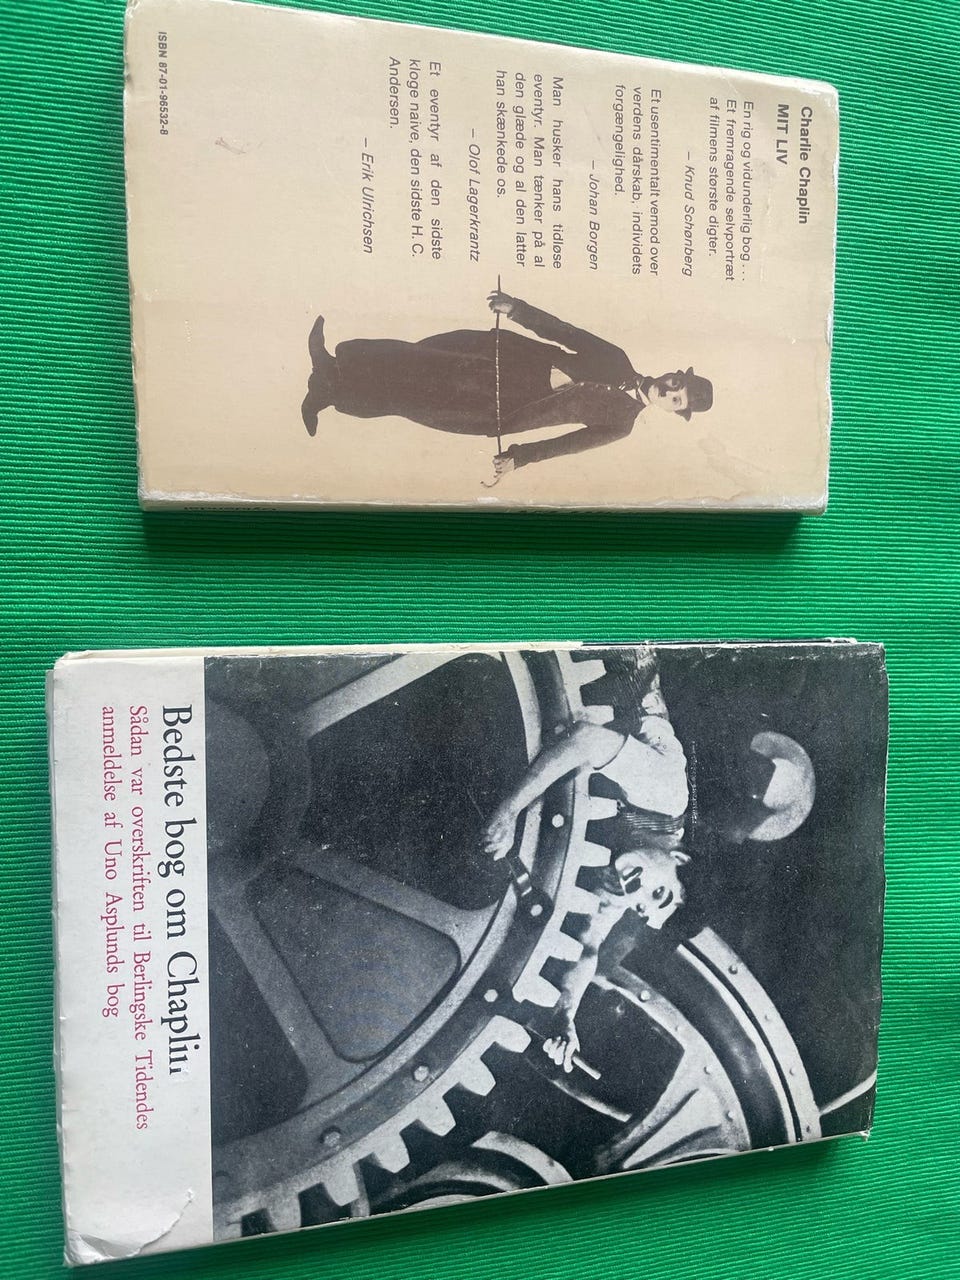 Charlie Chaplin
MIT LIV
En rig og vidunderlig bog...
Et fremragende selvportræt
af filmens største digter.
– Knud Schønberg
Et usentimentalt vemod over
verdens dårskab, individets
forgængelighed.
– Johan Borgen
Man husker hans tidløse
eventyr. Man tænker på al
den glæde og al den latter
han skænkede os.
– Olof Lagerkrantz
Et eventyr af den sidste
kloge naive, den sidste H. C.
Andersen.
– Erik Ullrichsen
ISBN 87-01-96532-8
Gyldendal
Bedste bog om Chaplin
Sådan var overskriften til Berlingske Tidendes
anmeldelse af Uno Asplunds bog